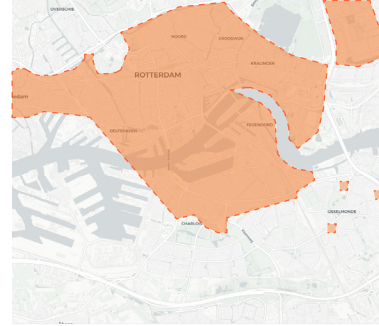 OVERSCHIE
NOORD
CROOSWIJK
KRALINGEN
ROTTERDAM
DELFSHAVEN
FEIJENOORD
CHARLOIS
IJSSELMONDE